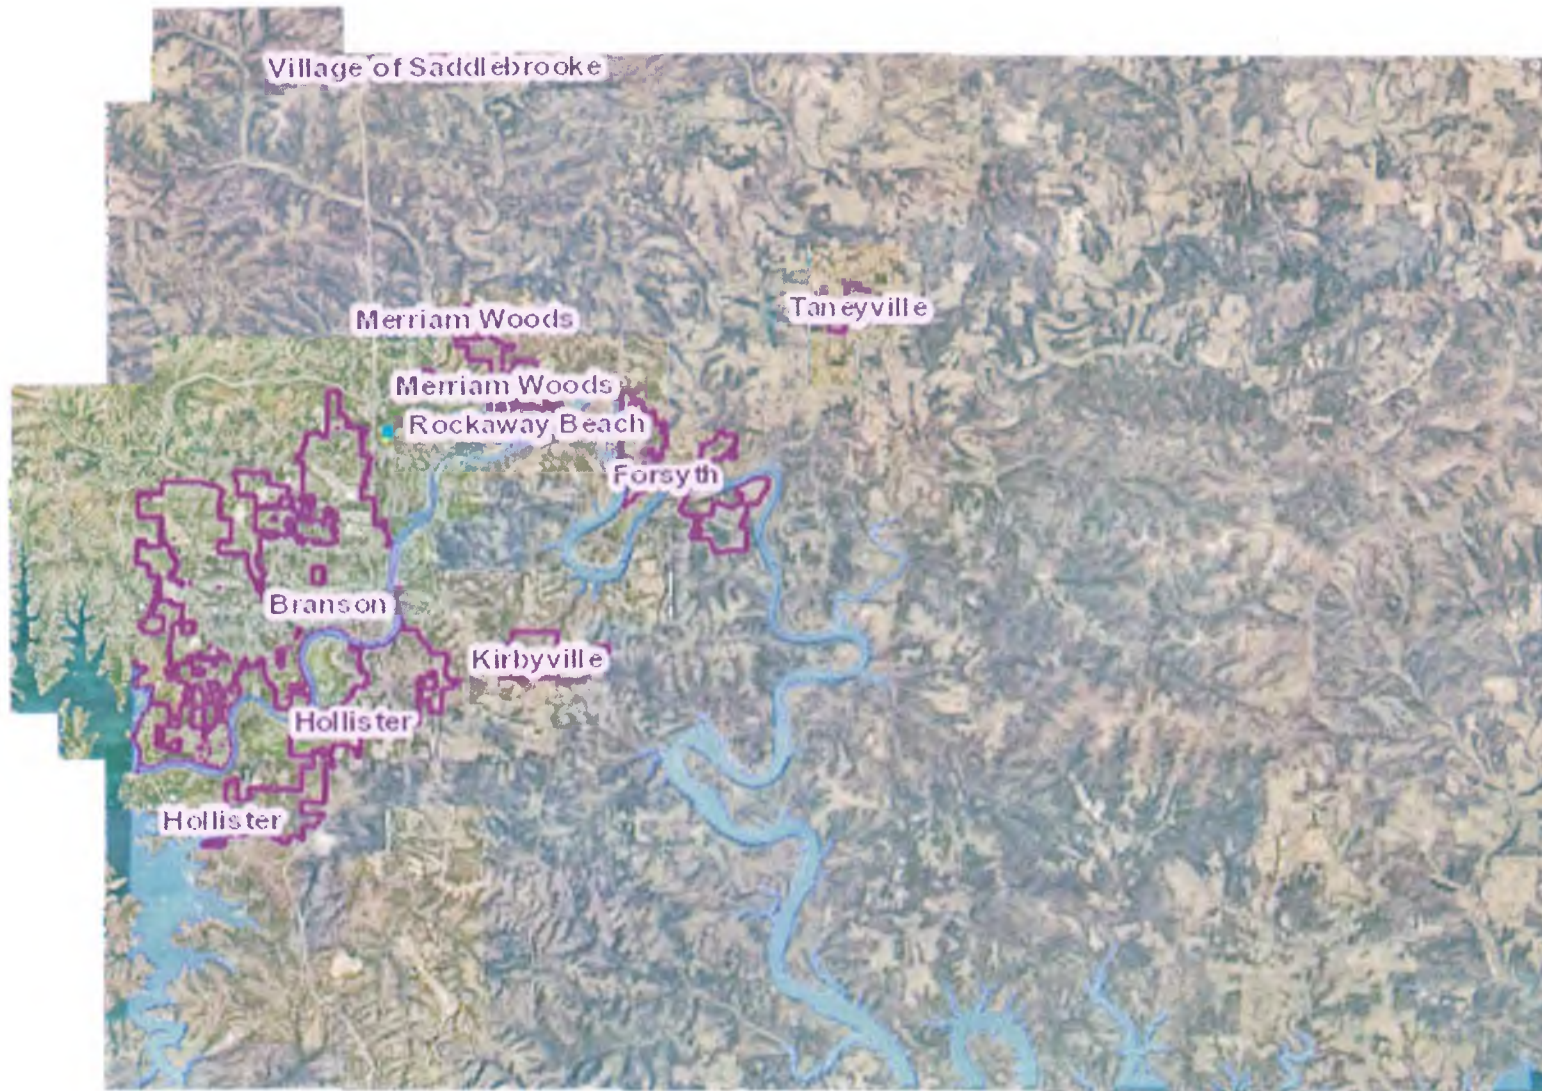 Village of Saddlebrooke
Taneyville
Merriam Woods
Merriam Woods
Rockaway Beach
Forsyth
Branson
Kirbyville
Hollister
Hollister